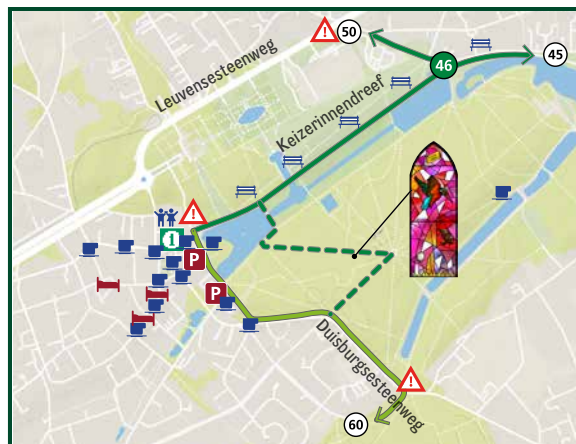 50
45
46
Leuvensesteenweg
Keizerinnendreef
!
!
i
P
P
Duisburgsesteenweg
!
60